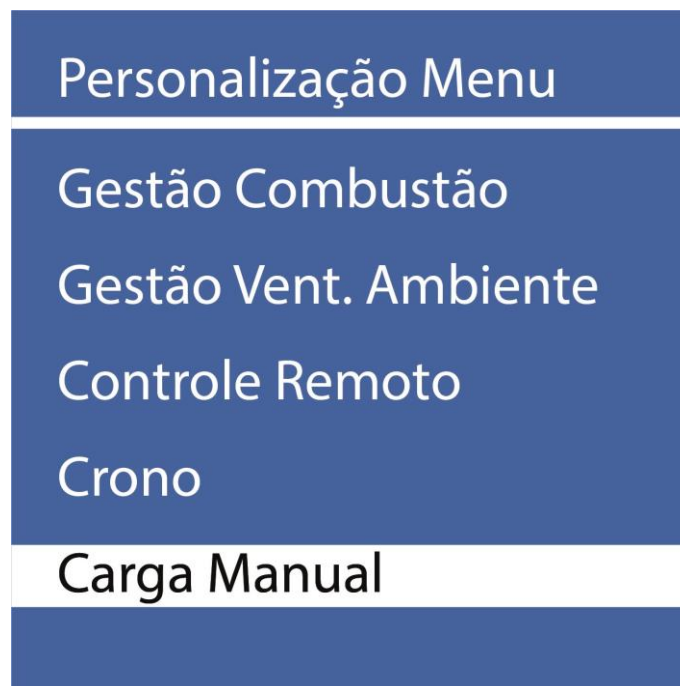 Personalização Menu
Gestão Combustão
Gestão Vent. Ambiente
Controle Remoto
Crono
Carga Manual